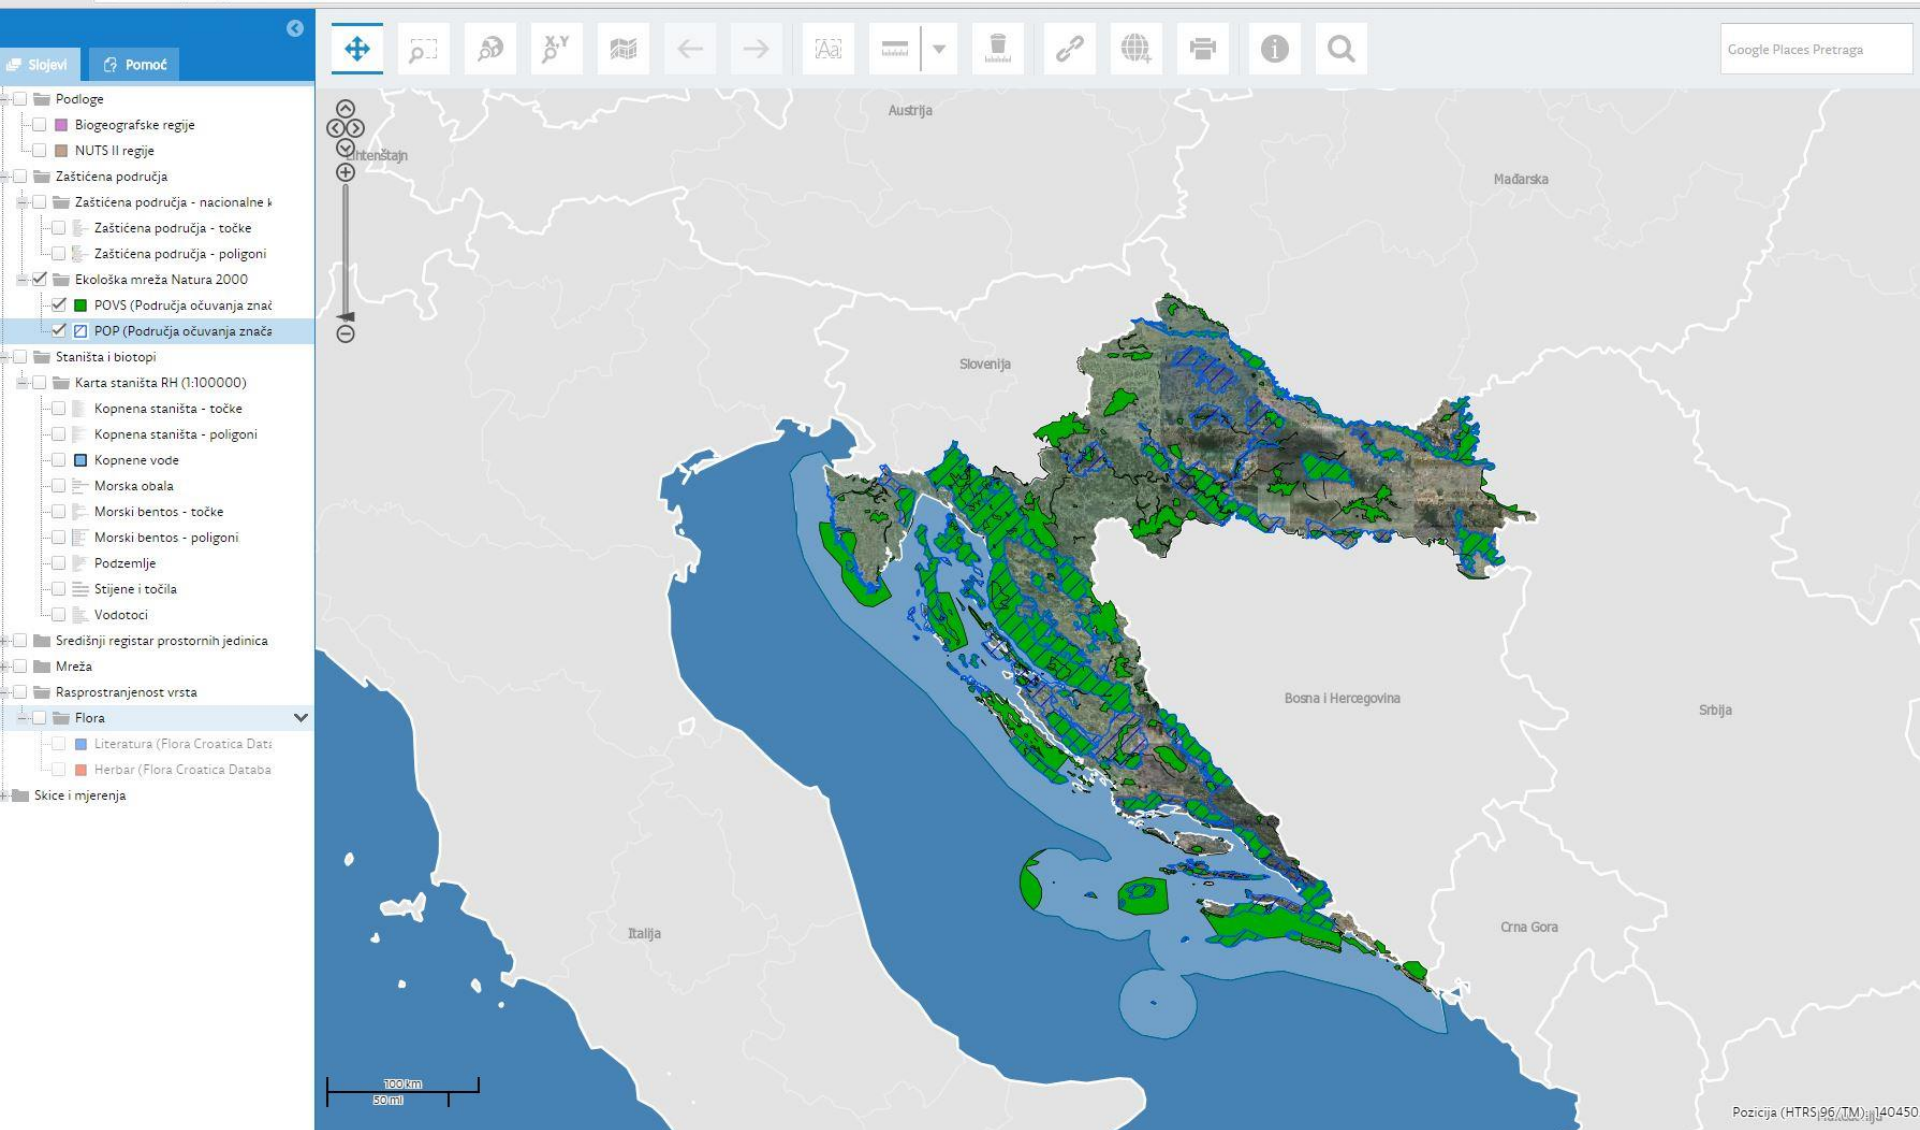 Slojevi
Pomoć
X,Y
Aa
Google Places Pretraga
Podloge
Biogeografske regije
NUTS II regije
Zaštićena područja
Zaštićena područja - nacionalne k
Zaštićena područja - točke
Zaštićena područja - poligoni
Ekološka mreža Natura 2000
POVS (Područja očuvanja znač
POP (Područja očuvanja znača
Staništa i biotopi
Karta staništa RH (1:100000)
Kopnena staništa - točke
Kopnena staništa - poligoni
Kopnene vode
Morska obala
Morski bentos - točke
Morski bentos - poligoni
Podzemlje
Stijene i točila
Vodotoci
Središnji registar prostornih jedinica
Mreža
Rasprostranjenost vrsta
Flora
Literatura (Flora Croatica Data
Herbar (Flora Croatica Databa
Skice i mjerenja
Austrija
Mađarska
Slovenija
Bosna i Hercegovina
Srbija
Italija
Crna Gora
100 km
50 mi
Pozicija (HTRS96/TM): 140450